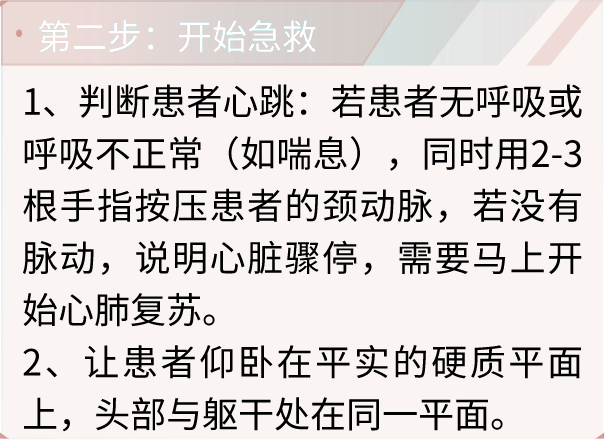 第二步：开始急救
1、判断患者心跳：若患者无呼吸或
呼吸不正常（如喘息），同时用2-3
根手指按压患者的颈动脉，若没有
脉动，说明心脏骤停，需要马上开
始心肺复苏。
2、让患者仰卧在平实的硬质平面
上，头部与躯干处在同一平面。